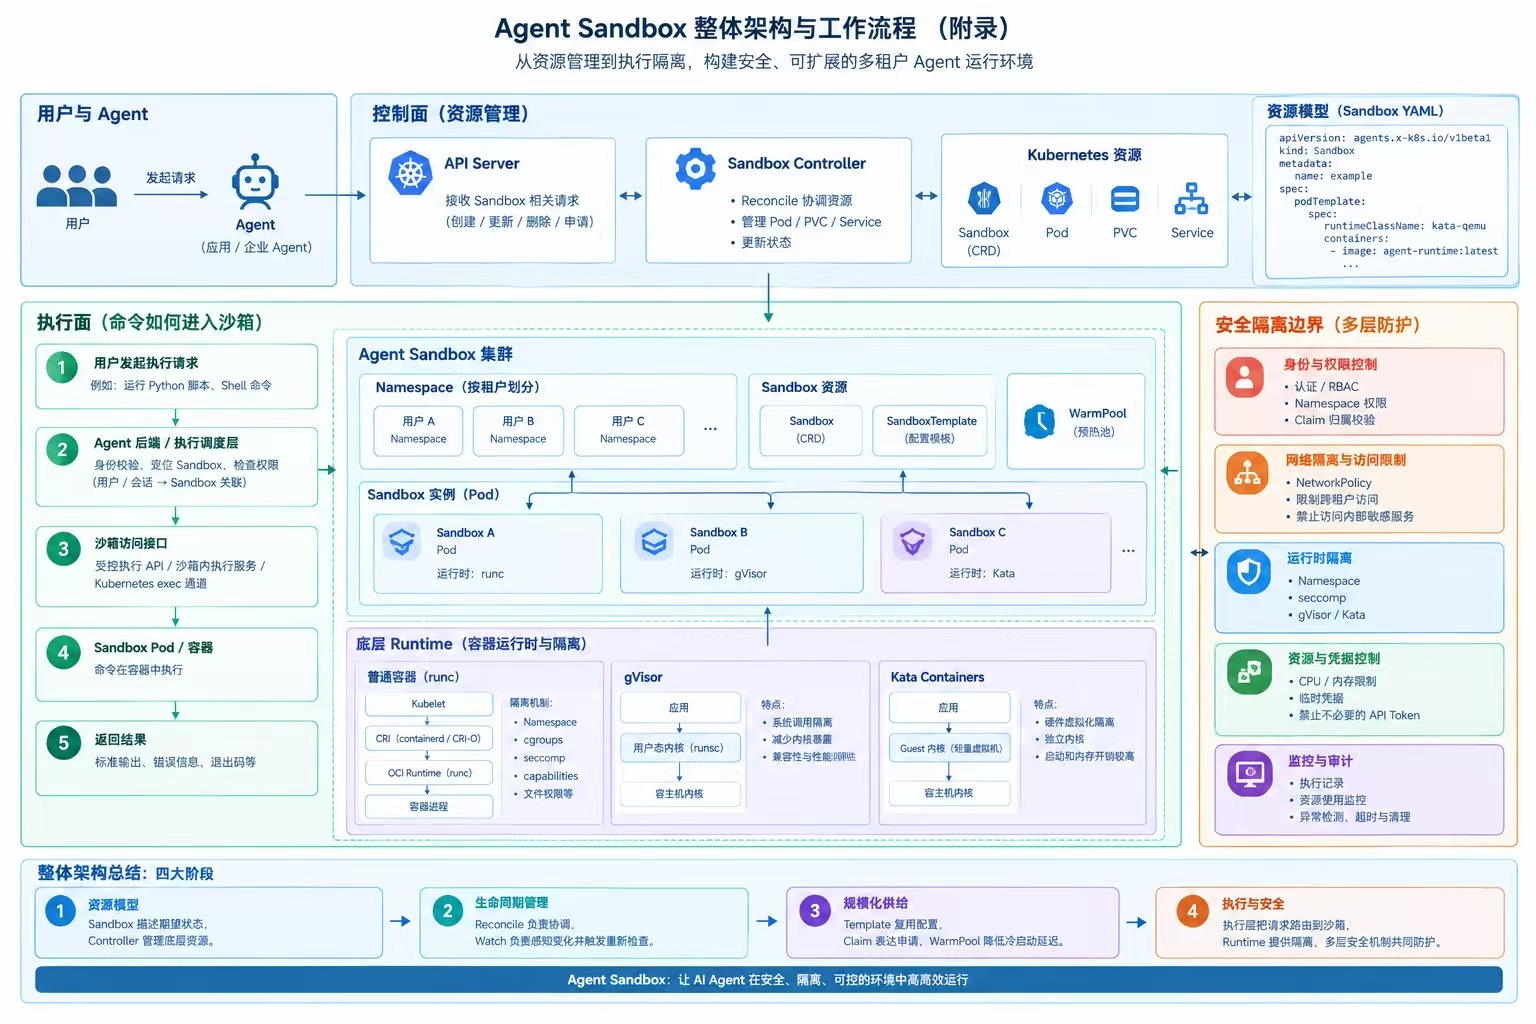 Agent Sandbox 整体架构与工作流程 （附录）
从资源管理到执行隔离，构建安全、可扩展的多租户 Agent 运行环境
用户与 Agent
用户
发起请求
Agent
（应用 / 企业 Agent）
控制面（资源管理）
API Server
接收 Sandbox 相关请求
（创建 / 更新 / 删除 / 申请）
Sandbox Controller
• Reconcile 协调资源
• 管理 Pod / PVC / Service
• 更新状态
Kubernetes 资源
Sandbox
(CRD)
Pod
PVC
Service
资源模型（Sandbox YAML）
apiVersion: agents.x-k8s.io/v1beta1
kind: Sandbox
metadata:
name: example
spec:
podTemplate:
spec:
runtimeClassName: kata-qemu
containers:
- image: agent-runtime:latest
...
执行面（命令如何进入沙箱）
1
用户发起执行请求
例如：运行 Python 脚本、Shell 命令
2
Agent 后端 / 执行调度层
身份校验、定位 Sandbox、检查权限
（用户 / 会话 → Sandbox 关联）
3
沙箱访问接口
受控执行 API / 沙箱内执行服务 /
Kubernetes exec 通道
4
Sandbox Pod / 容器
命令在容器中执行
5
返回结果
标准输出、错误信息、退出码等
Agent Sandbox 集群
Namespace（按租户划分）
用户 A
Namespace
用户 B
Namespace
用户 C
Namespace
...
Sandbox 资源
Sandbox
(CRD)
SandboxTemplate
（配置模板）
WarmPool
（预热池）
Sandbox 实例（Pod）
Sandbox A
Pod
运行时：runc
Sandbox B
Pod
运行时：gVisor
Sandbox C
Pod
运行时：Kata
...
底层 Runtime（容器运行时与隔离）
普通容器（runc）
Kubelet
CRI（containerd / CRI-O）
OCI Runtime（runc）
容器进程
隔离机制：
• Namespace
• cgroups
• seccomp
• capabilities
• 文件权限等
gVisor
应用
用户态内核（runsc）
宿主机内核
特点：
• 系统调用隔离
• 减少内核暴露
• 兼容性与性能
Kata Containers
应用
Guest 内核（轻量虚拟机）
宿主机内核
特点：
• 硬件虚拟化隔离
• 独立内核
• 启动和内存开销较高
安全隔离边界（多层防护）
身份与权限控制
• 认证 / RBAC
• Namespace 权限
• Claim 归属校验
网络隔离与访问限制
• NetworkPolicy
• 限制跨租户访问
• 禁止访问内部敏感服务
运行时隔离
• Namespace
• seccomp
• gVisor / Kata
资源与凭据控制
• CPU / 内存限制
• 临时凭据
• 禁止不必要的 API Token
监控与审计
• 执行记录
• 资源使用监控
• 异常检测、超时与清理
整体架构总结：四大阶段
1
资源模型
Sandbox 描述期望状态，
Controller 管理底层资源。
2
生命周期管理
Reconcile 负责协调，
Watch 负责感知变化并触发重新检查。
3
规模化供给
Template 复用配置，
Claim 表达申请，WarmPool 降低冷启动延迟。
4
执行与安全
执行层把请求路由到沙箱，
Runtime 提供隔离，多层安全机制共同防护。
Agent Sandbox：让 AI Agent 在安全、隔离、可控的环境中高高效运行